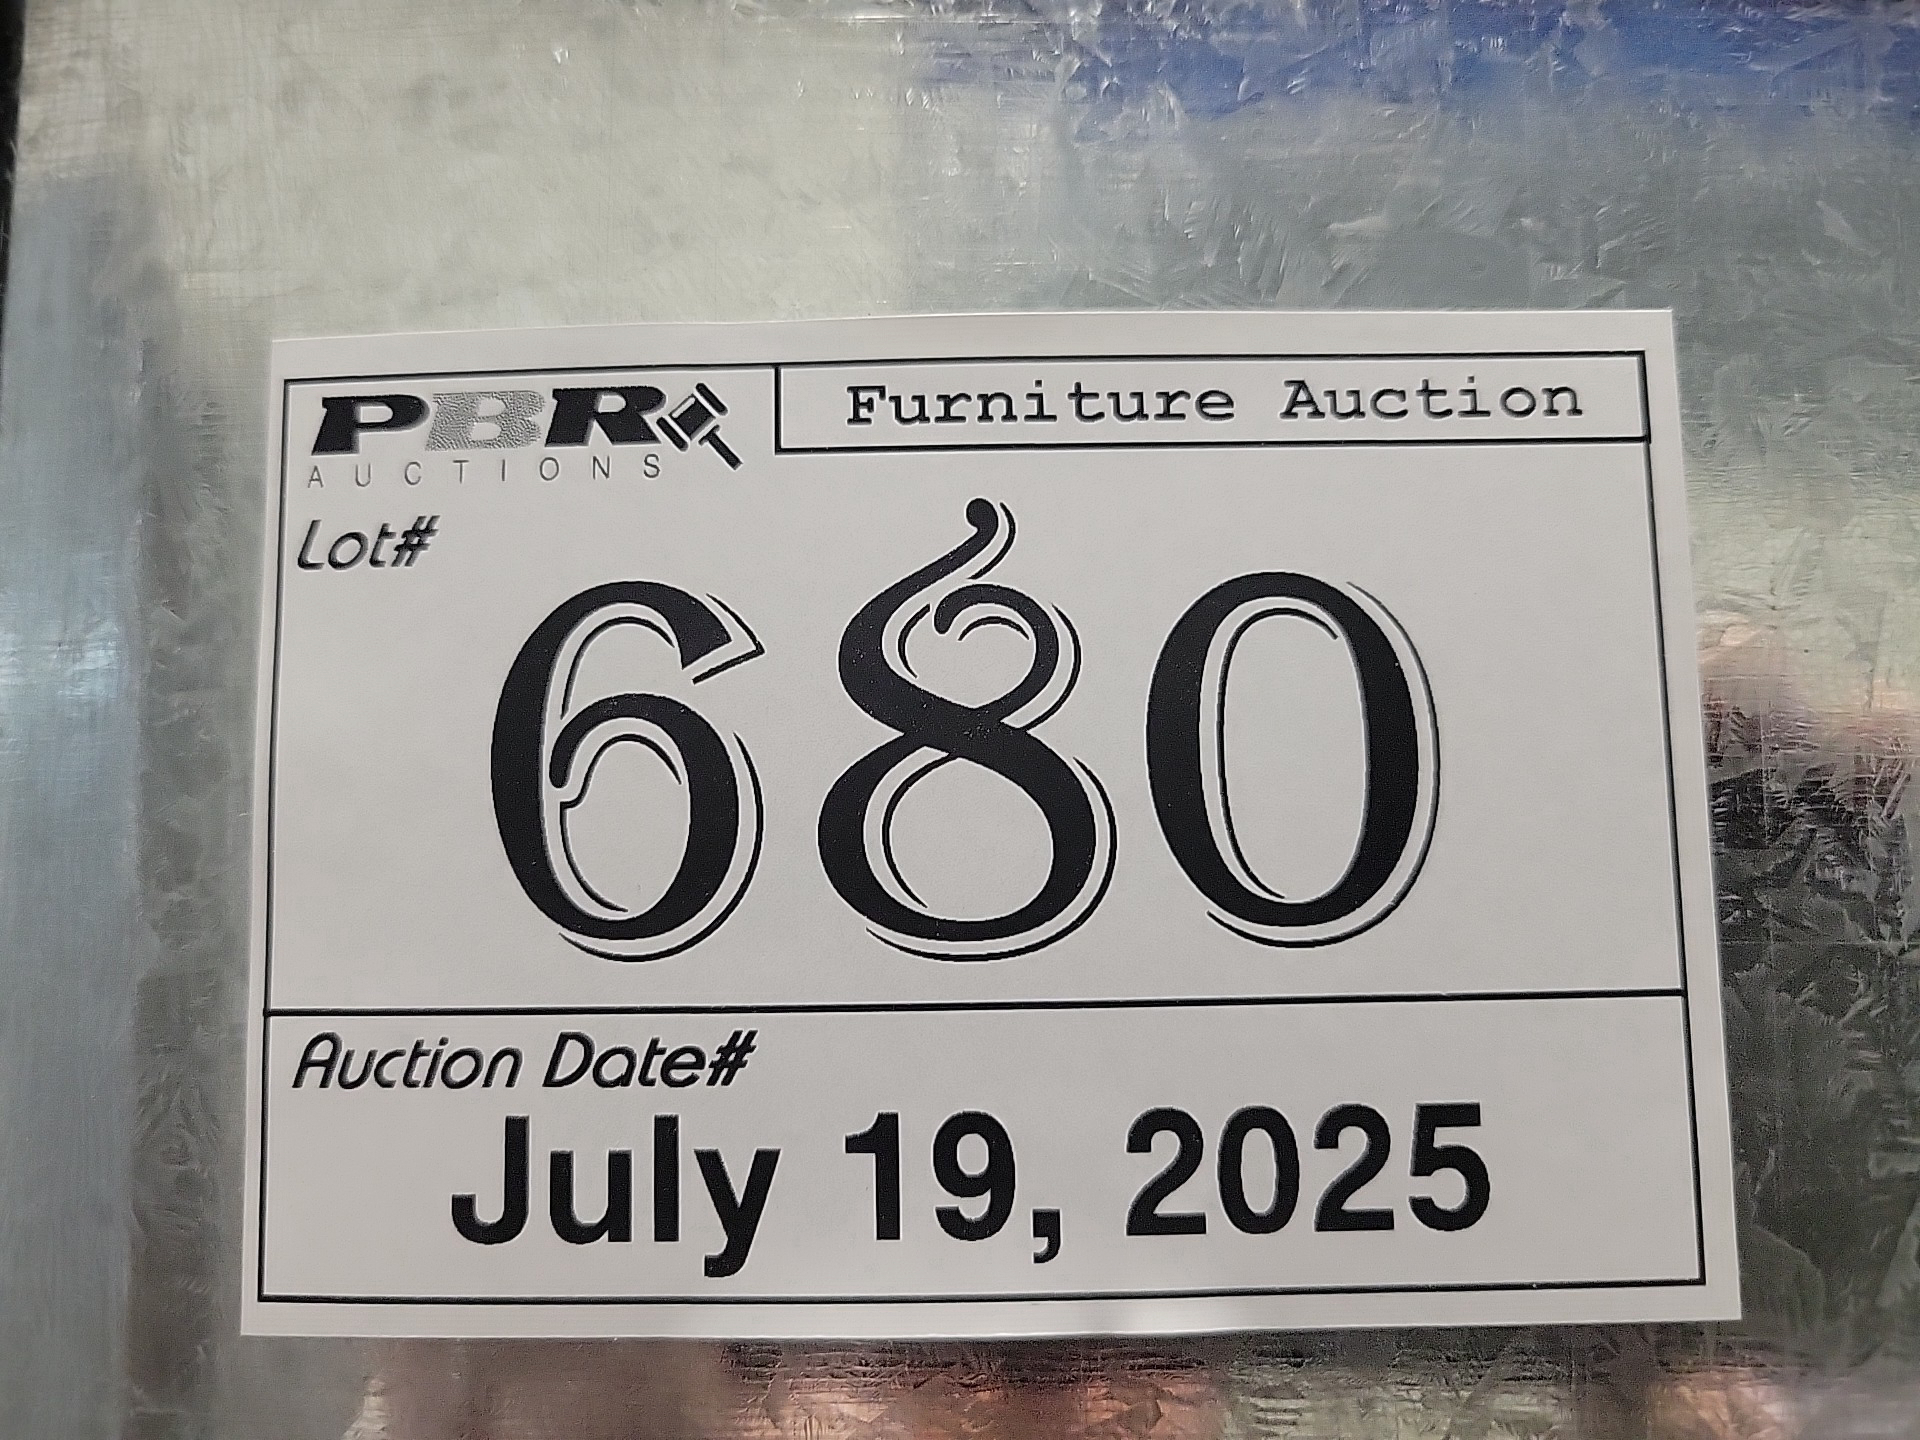 PBR
AUCTIONS
Furniture Auction
Lot#
680
Auction Date#
July 19, 2025